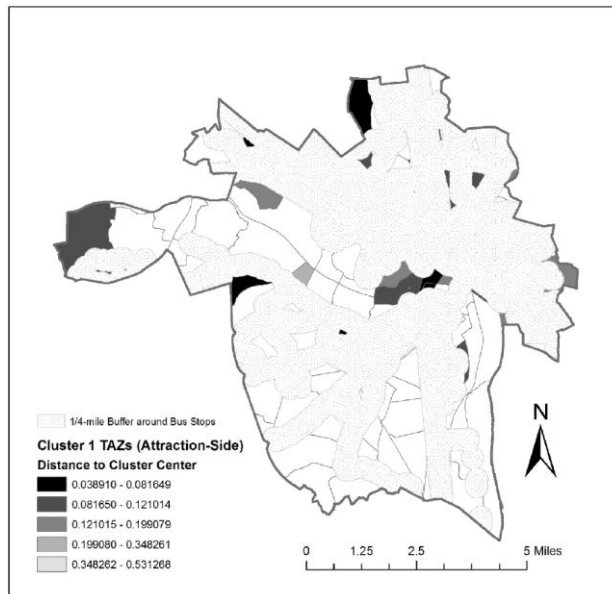 1/4-mile Buffer around Bus Stops
Cluster 1 TAZs (Attraction-Side)
Distance to Cluster Center
0.038910 - 0.081649
0.081650 - 0.121014
0.121015 - 0.199079
0.199080 - 0.348261
0.348262 - 0.531268
N
0 1.25 2.5 5 Miles